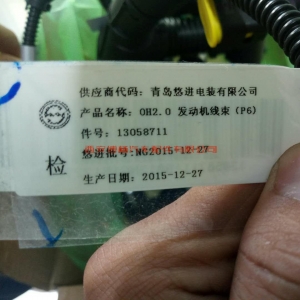 供应商代码: 青岛悠进电装有限公司
产品名称: OH2.0 发动机线束 (P6)
件号: 13058711
悠进批号:NG2015-12-27
生产日期: 2015-12-27
检